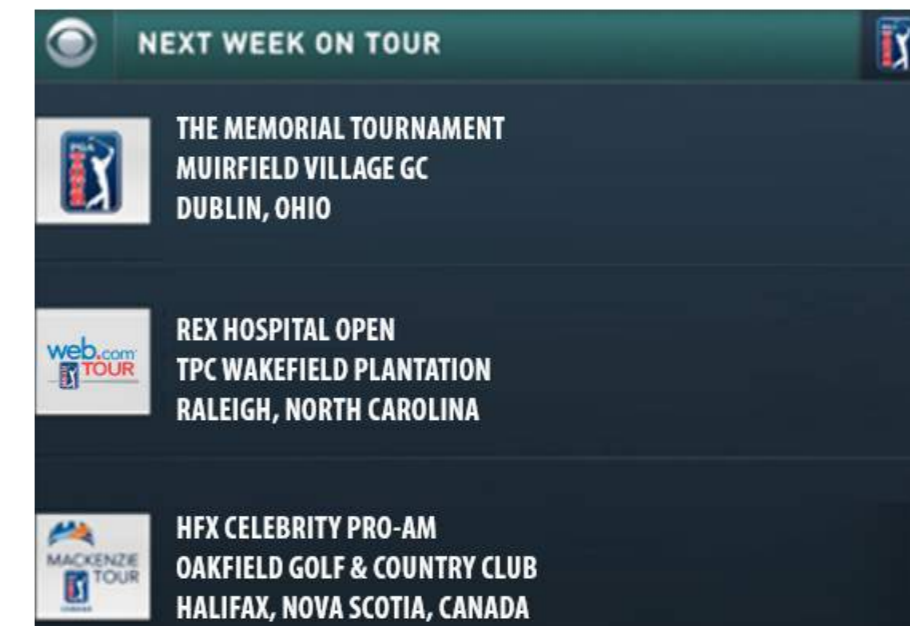 NEXT WEEK ON TOUR
PGA
TOUR
THE MEMORIAL TOURNAMENT
MUIRFIELD VILLAGE GC
DUBLIN, OHIO
web.com
TOUR
REX HOSPITAL OPEN
TPC WAKEFIELD PLANTATION
RALEIGH, NORTH CAROLINA
MACKENZIE
TOUR
HFX CELEBRITY PRO-AM
OAKFIELD GOLF & COUNTRY CLUB
HALIFAX, NOVA SCOTIA, CANADA